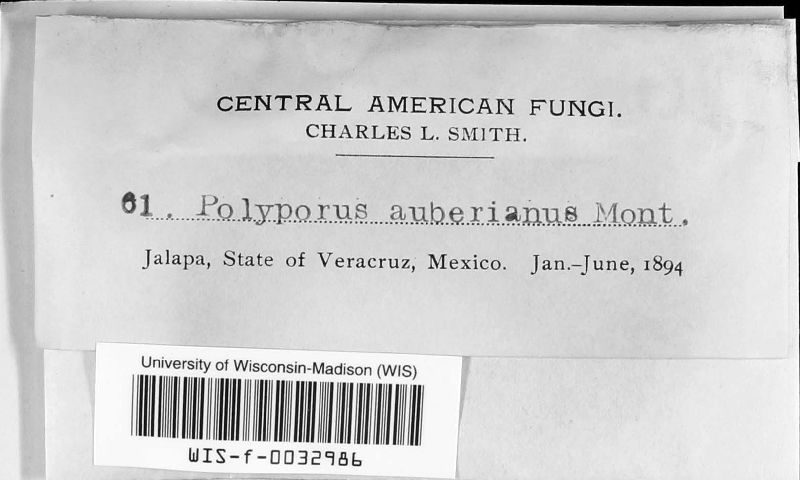 CENTRAL AMERICAN FUNGI.
CHARLES L. SMITH.
61. Polyporus auberianus Mont.
Jalapa, State of Veracruz, Mexico. Jan.-June, 1894
University of Wisconsin-Madison (WIS)
WIS-f-0032986